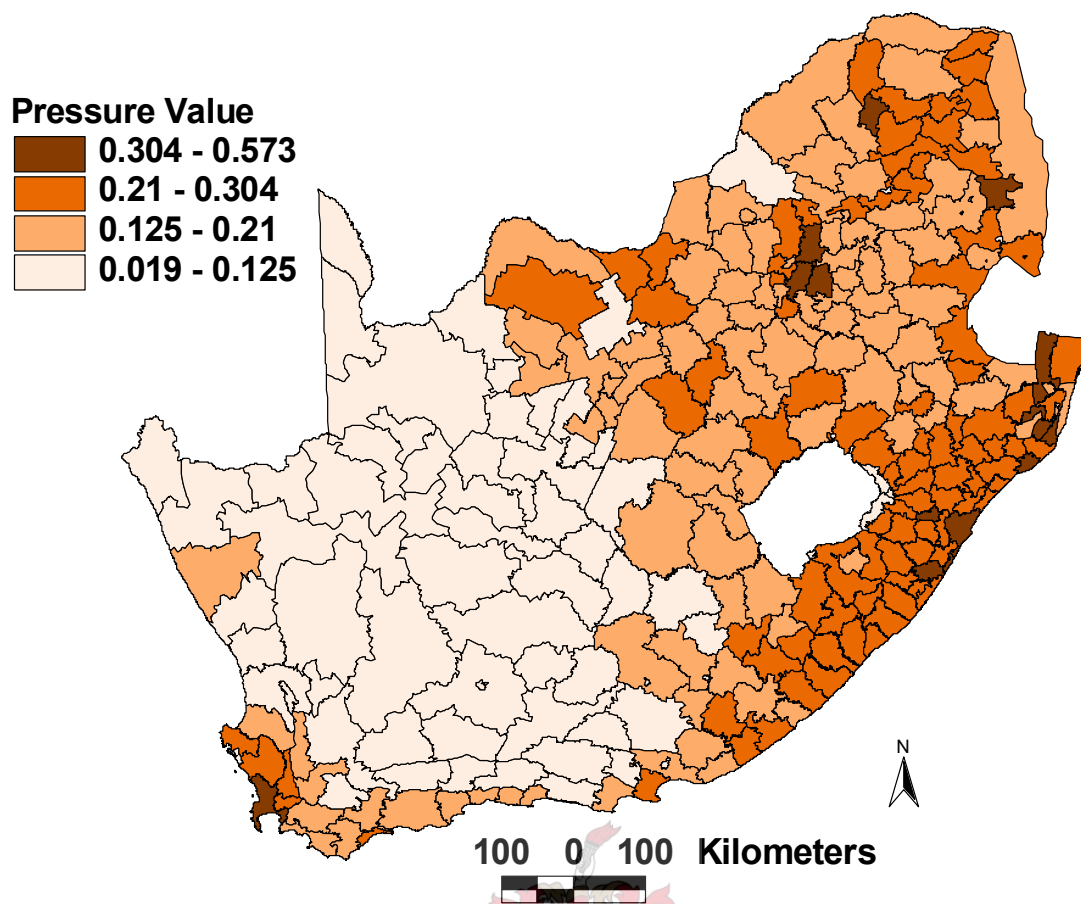 Pressure Value
0.304 - 0.573
0.21 - 0.304
0.125 - 0.21
0.019 - 0.125
N
100 0 100 Kilometers